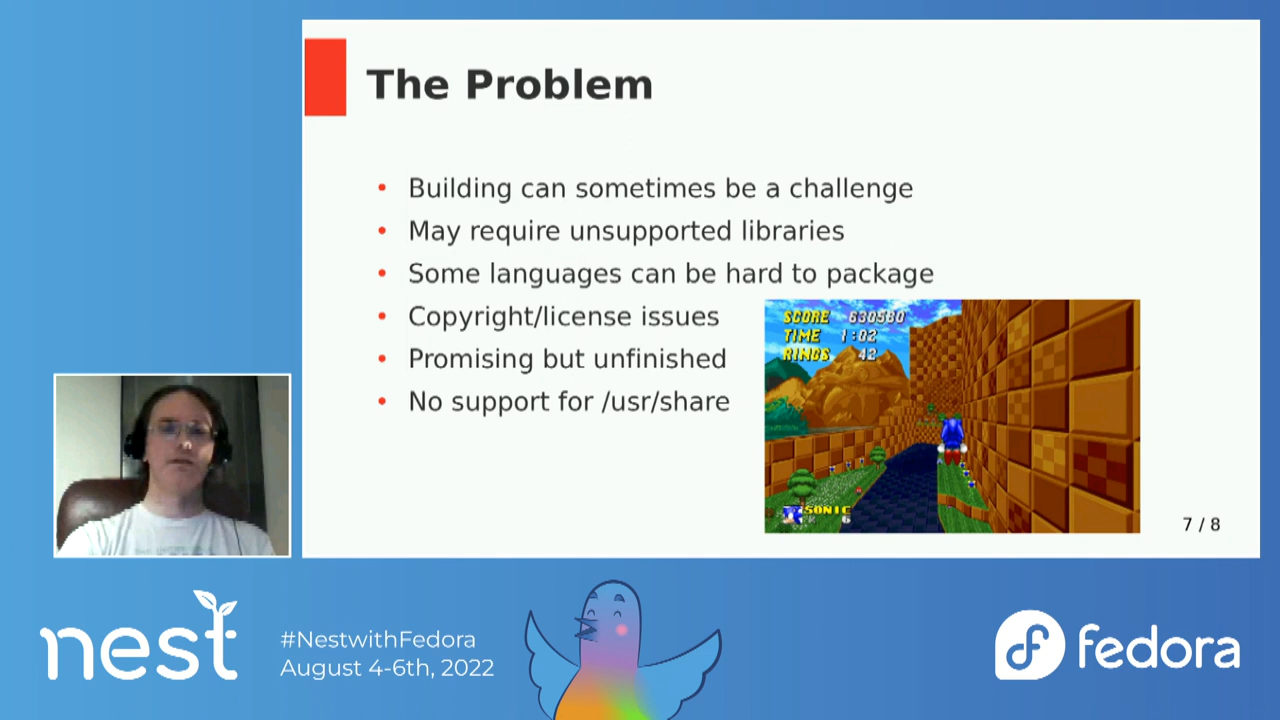 The Problem
• Building can sometimes be a challenge
• May require unsupported libraries
• Some languages can be hard to package
• Copyright/license issues
• Promising but unfinished
• No support for /usr/share
SCORE 630580
TIME 1:02
RINGS 42
SONIC
6
7 / 8
nest
#NestwithFedora
August 4-6th, 2022
fedora